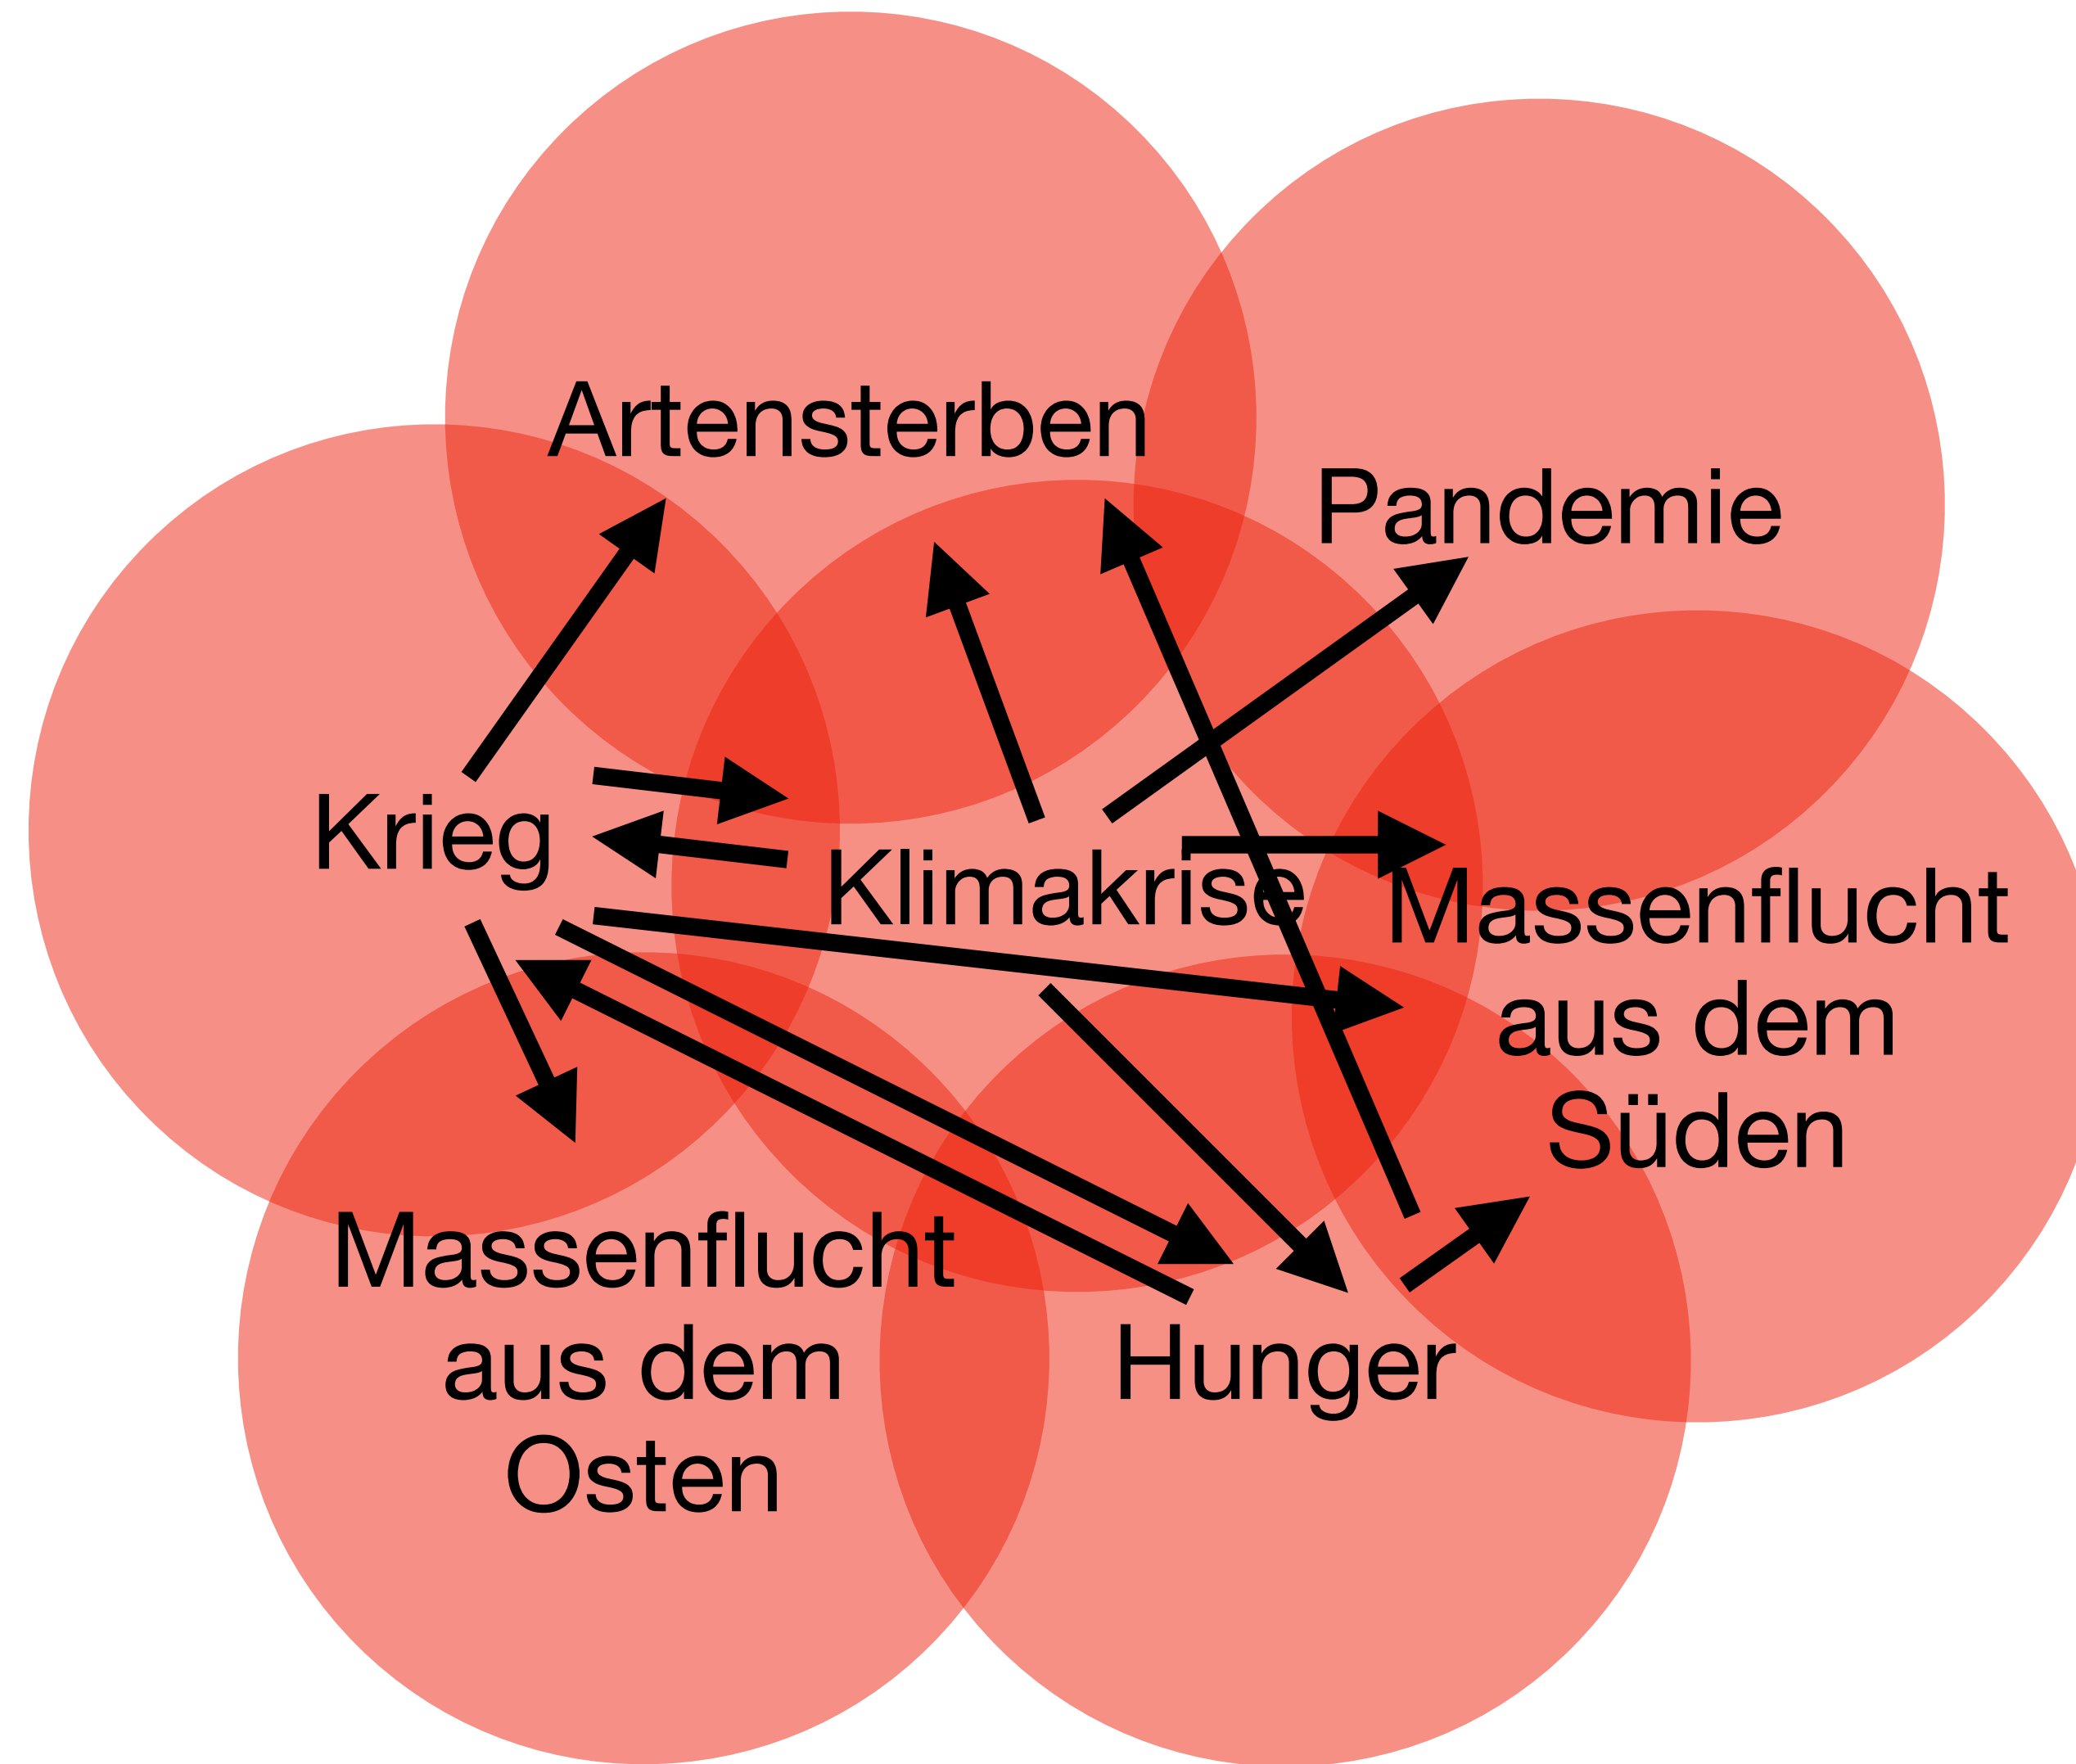 Artensterben
Pandemie
Krieg
Klimakrise
Massenflucht
aus dem
Süden
Massenflucht
aus dem
Osten
Hunger